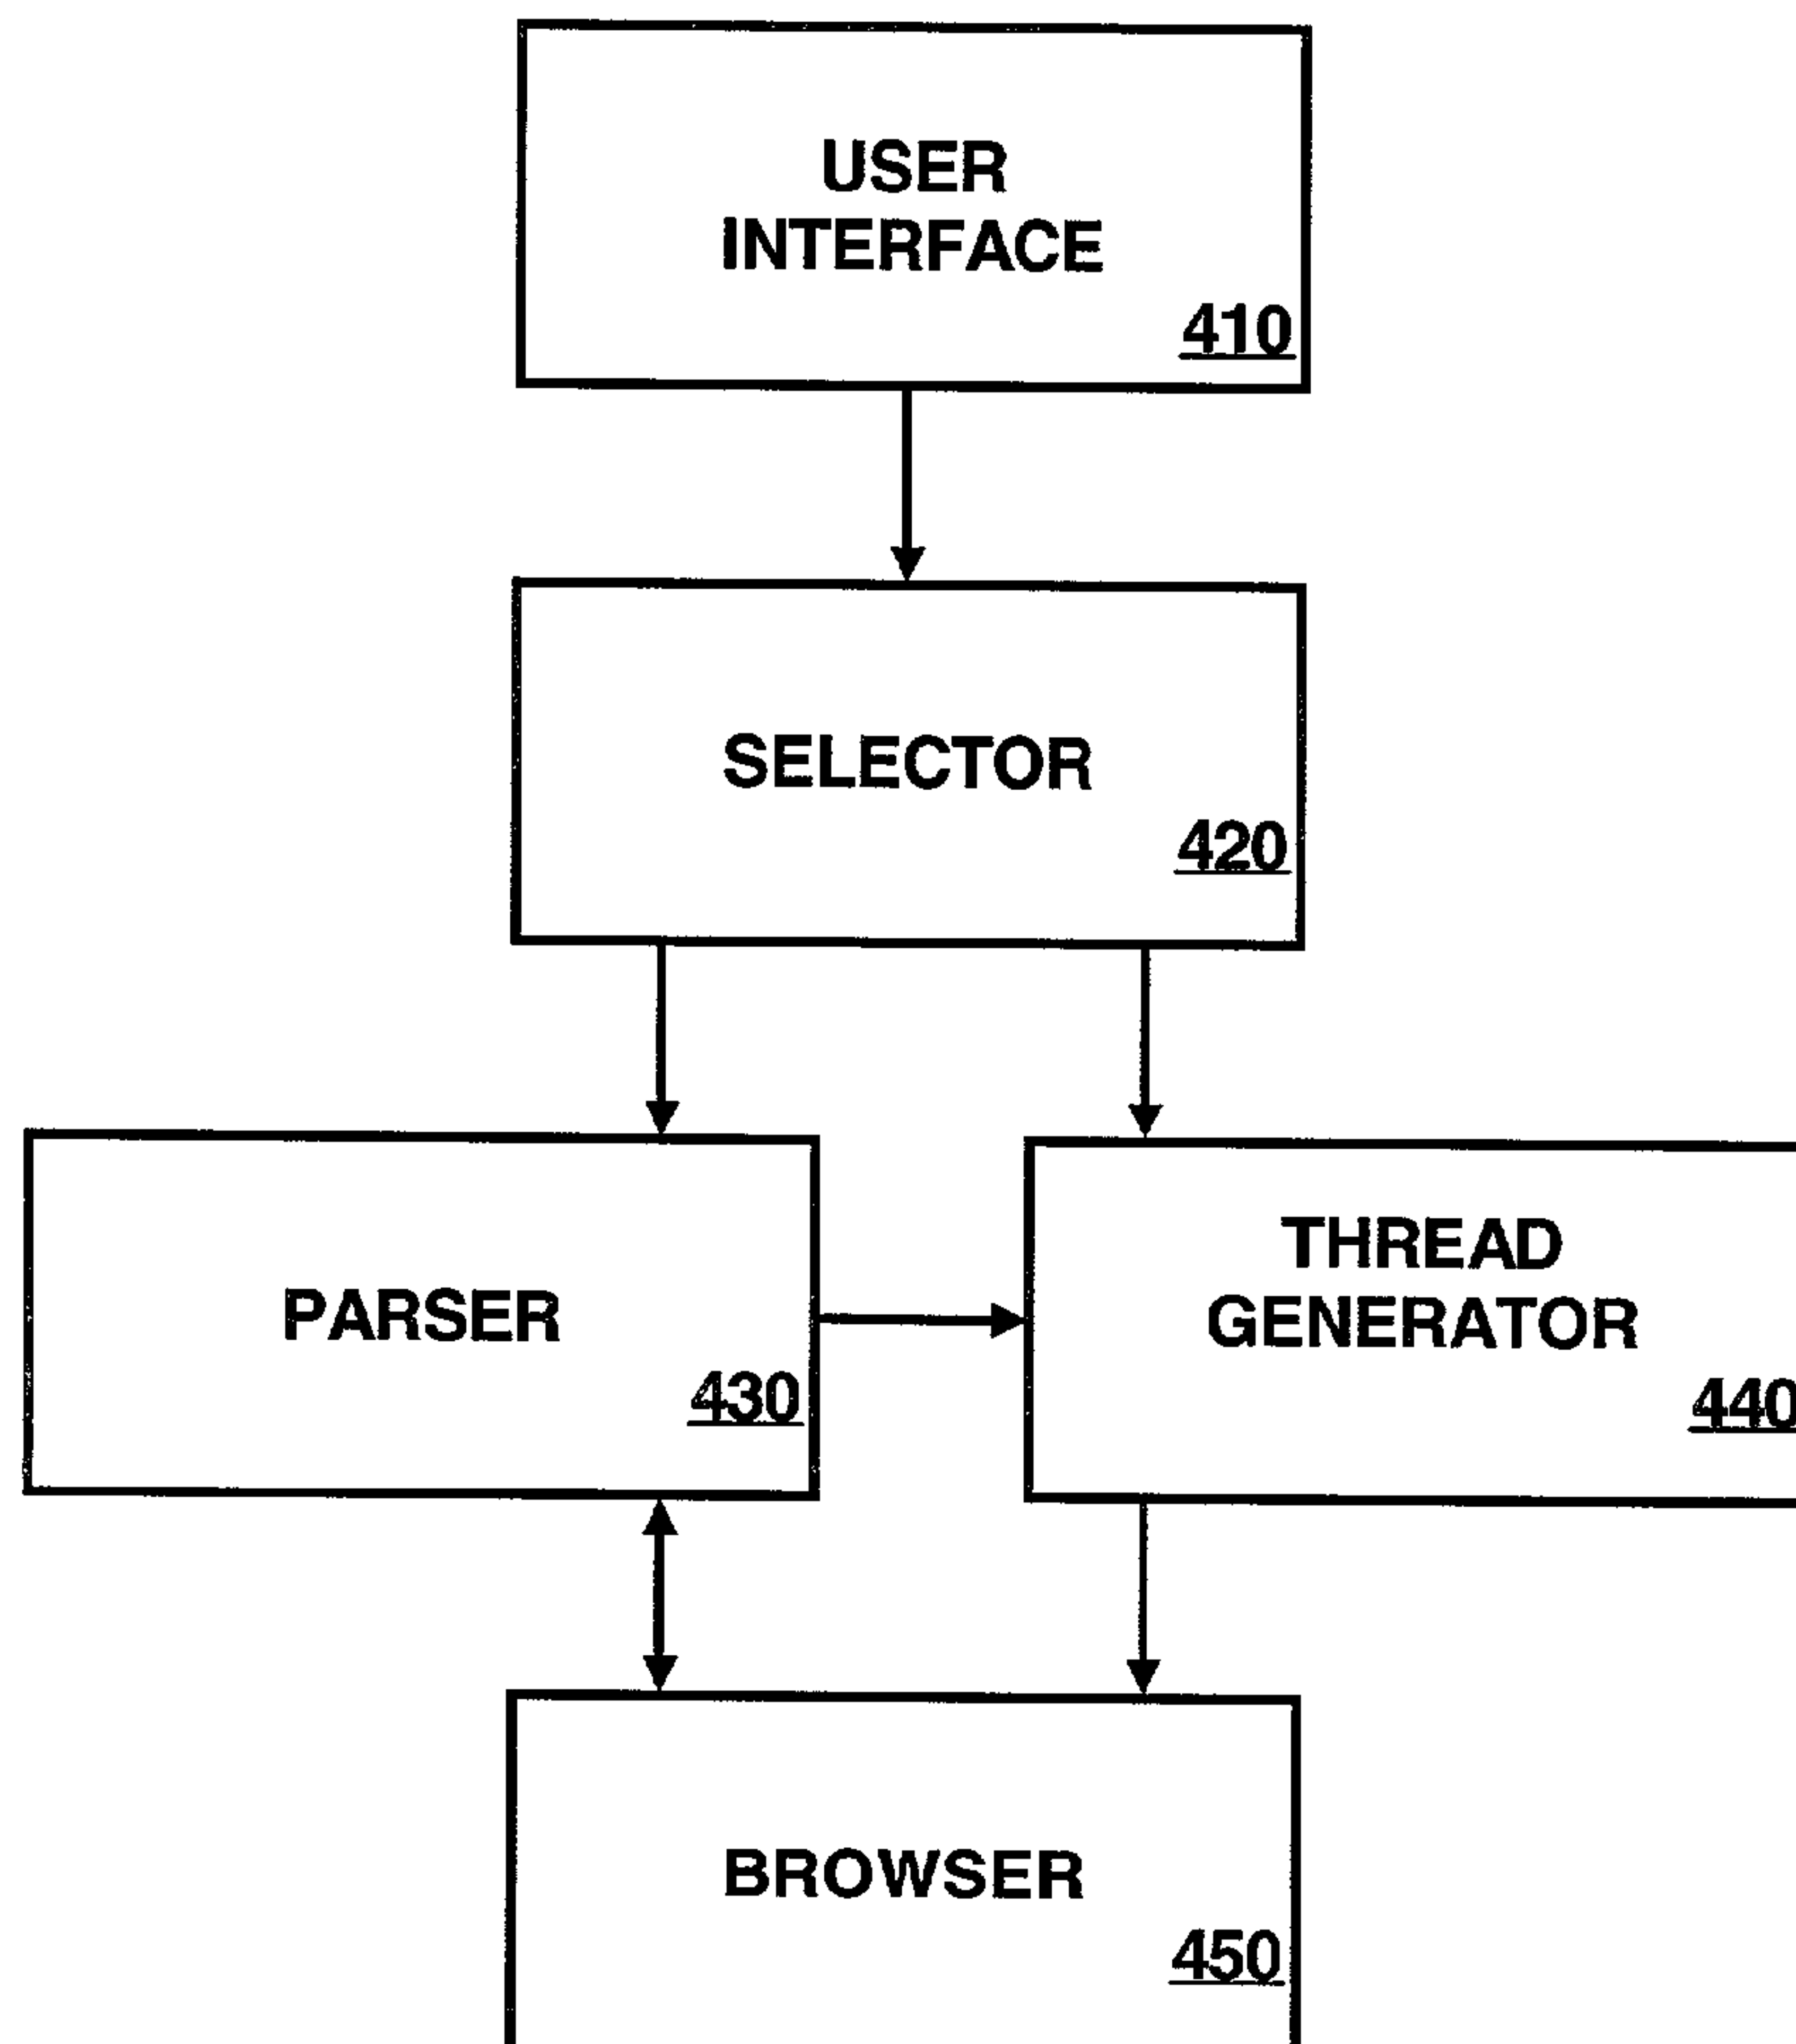 USER
INTERFACE
410
SELECTOR
420
PARSER
430
THREAD
GENERATOR
440
BROWSER
450